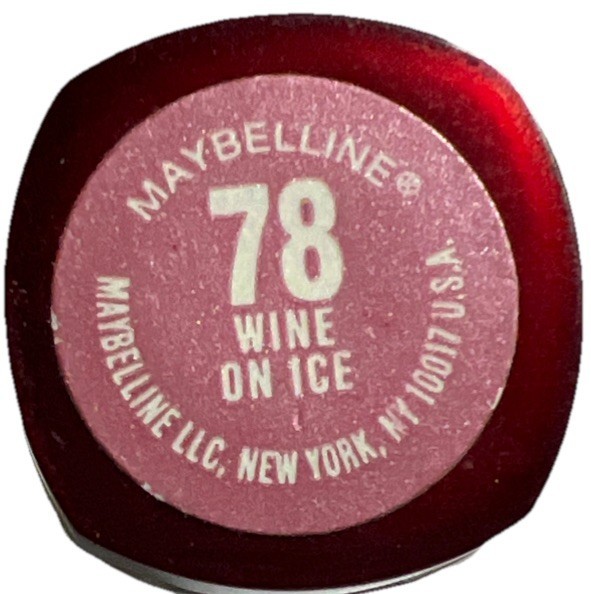 MAYBELLINE®
78
WINE
ON ICE
MAYBELLINE LLC, NEW YORK, NY 10017 U.S.A.